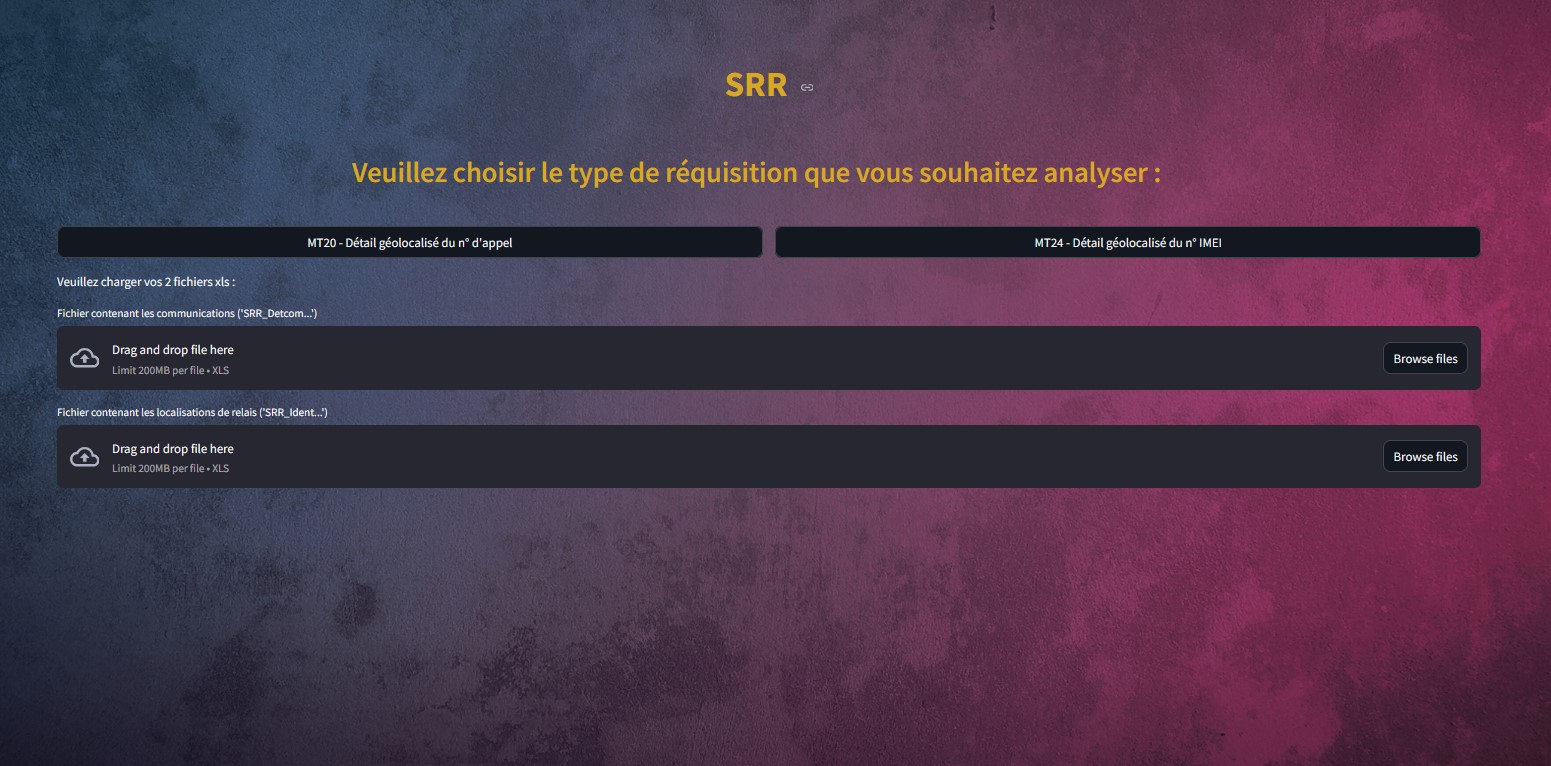 SRR
Veuillez choisir le type de réquisition que vous souhaitez analyser :
MT20 - Détail géolocalisé du n° d'appel
MT24 - Détail géolocalisé du n° IMEI
Veuillez charger vos 2 fichiers xls :
Fichier contenant les communications ('SRR_Detcom...')
Drag and drop file here
Limit 200MB per file • XLS
Browse files
Fichier contenant les localisations de relais ('SRR_Ident...')
Drag and drop file here
Limit 200MB per file • XLS
Browse files